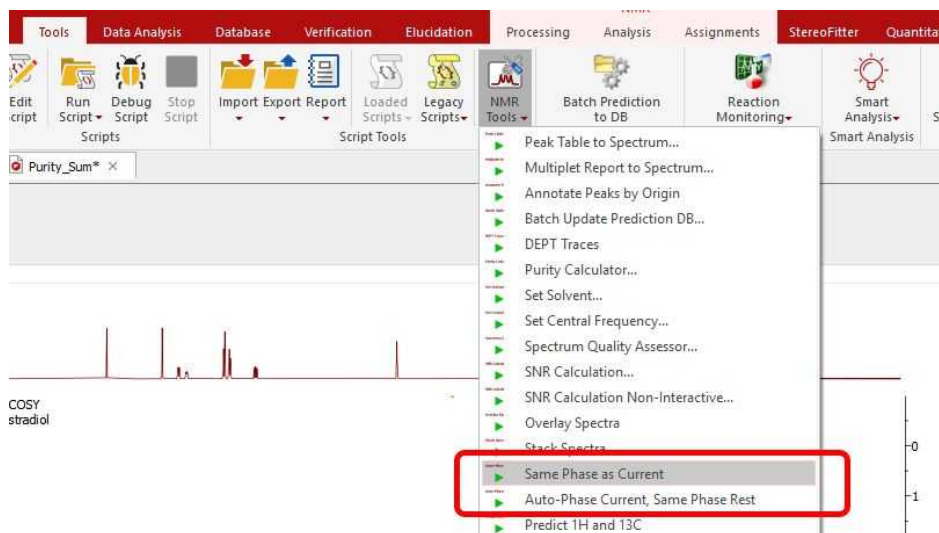 NMR
Tools Data Analysis Database Verification Elucidation Processing Analysis Assignments StereoFitter Quantita
Edit Run Debug Stop Import Export Report Loaded Legacy NMR Batch Prediction Reaction Smart
cript Script Script Script Scripts Scripts Tools to DB Monitoring Analysis S
Scripts Script Tools Smart Analysis
Purity_Sum* ×
Peak Table to Spectrum...
Multiplet Report to Spectrum...
Annotate Peaks by Origin
Batch Update Prediction DB...
DEPT Traces
Purity Calculator...
Set Solvent...
Set Central Frequency...
Spectrum Quality Assessor...
SNR Calculation...
SNR Calculation Non-Interactive...
Overlay Spectra
Stack Spectra
Same Phase as Current
Auto-Phase Current, Same Phase Rest
Predict 1H and 13C
COSY
stradiol
0
1